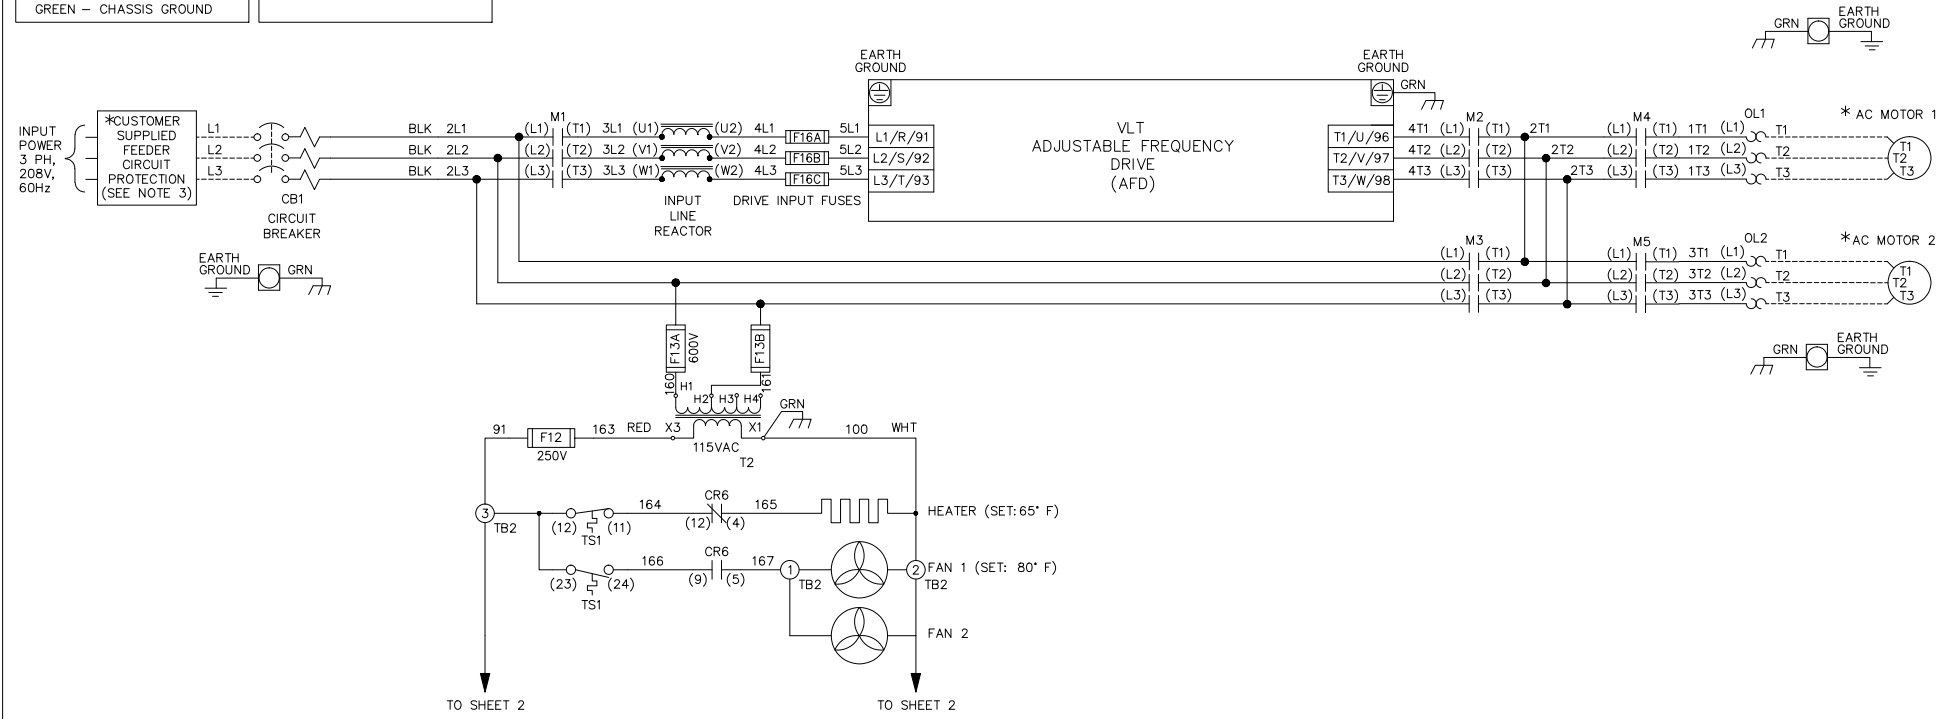 GREEN – CHASSIS GROUND
GRN
EARTH
GROUND
EARTH
GROUND
EARTH
GROUND
GRN
INPUT
POWER
3 PH,
208V,
60Hz
*CUSTOMER
SUPPLIED
FEEDER
CIRCUIT
PROTECTION
(SEE NOTE 3)
L1
L2
L3
CB1
CIRCUIT
BREAKER
BLK 2L1
BLK 2L2
BLK 2L3
M1
(L1) (T1) 3L1 (U1) (U2) 4L1 F16A 5L1
(L2) (T2) 3L2 (V1) (V2) 4L2 F16B 5L2
(L3) (T3) 3L3 (W1) (W2) 4L3 F16C 5L3
INPUT
LINE
REACTOR
DRIVE INPUT FUSES
L1/R/91
L2/S/92
L3/T/93
VLT
ADJUSTABLE FREQUENCY
DRIVE
(AFD)
T1/U/96
T2/V/97
T3/W/98
M2
4T1 (L1) (T1) 2T1
4T2 (L2) (T2) 2T2
4T3 (L3) (T3) 2T3
M4
(L1) (T1) 1T1 (L1)
(L2) (T2) 1T2 (L2)
(L3) (T3) 1T3 (L3)
OL1
T1
T2
T3
* AC MOTOR 1
T1
T2
T3
EARTH
GROUND
GRN
M3
(L1) (T1)
(L2) (T2)
(L3) (T3)
M5
(L1) (T1) 3T1 (L1)
(L2) (T2) 3T2 (L2)
(L3) (T3) 3T3 (L3)
OL2
T1
T2
T3
*AC MOTOR 2
T1
T2
T3
GRN
EARTH
GROUND
F13A
600V
F13B
160
161
H1
H2 H3 H4
GRN
91 F12 163 RED X3 X1 100 WHT
250V
115VAC
T2
3
TB2
(12) (11)
TS1
164
CR6
(12) (4)
165
HEATER (SET:65° F)
(23) (24)
TS1
166
CR6
(9) (5)
167
1
TB2
2
TB2
FAN 1 (SET: 80° F)
FAN 2
TO SHEET 2
TO SHEET 2